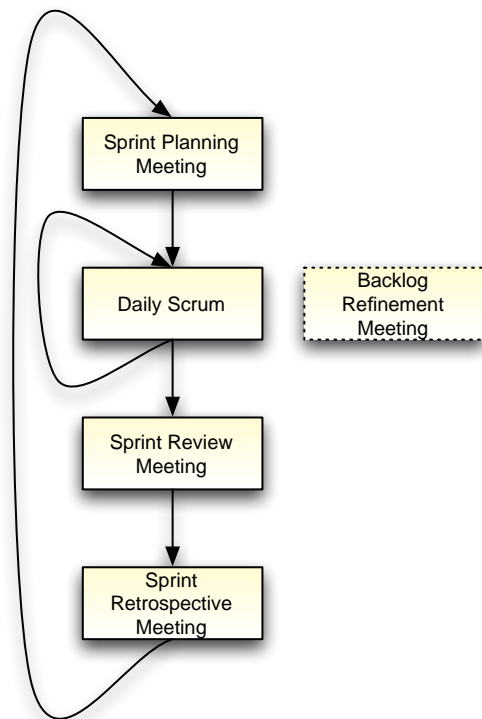 Sprint Planning
Meeting
Daily Scrum
Backlog
Refinement
Meeting
Sprint Review
Meeting
Sprint
Retrospective
Meeting